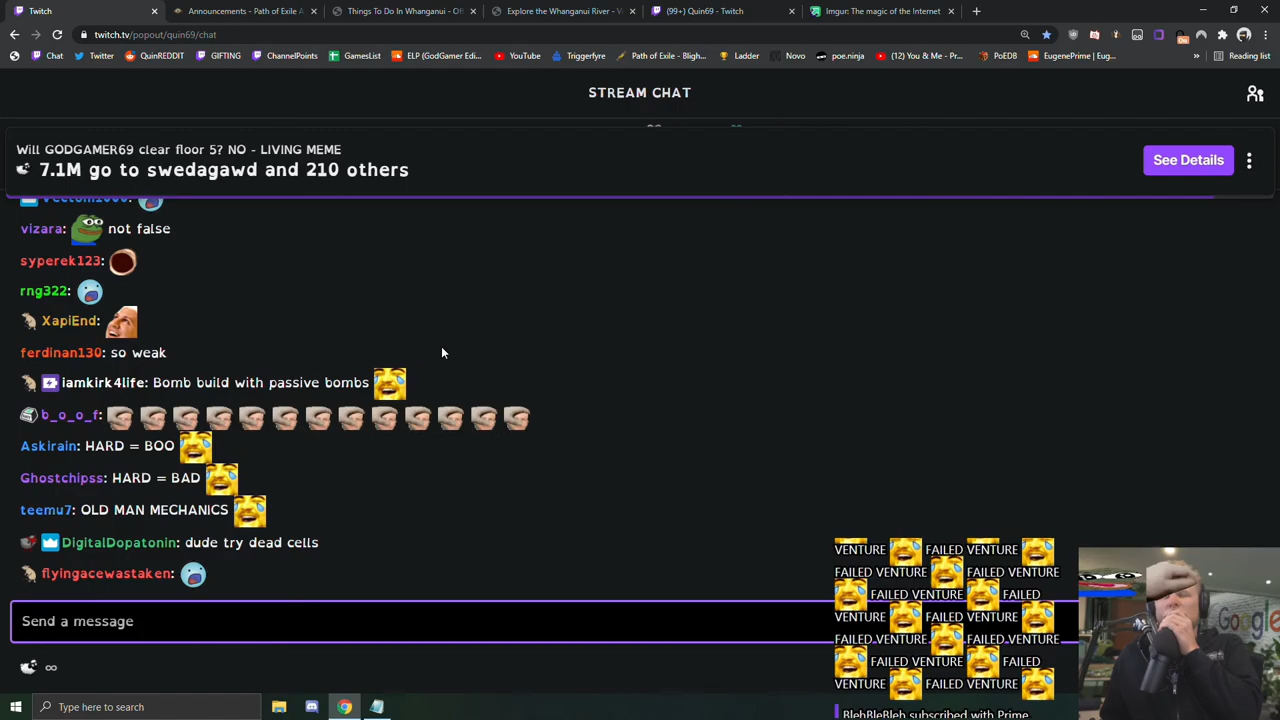 Twitch
Announcements - Path of Exile A
Things To Do In Whanganui - Of
Explore the Whanganui River - V
(99+) Quin69 - Twitch
Imgur: The magic of the Internet
twitch.tv/popout/quin69/chat
Chat
Twitter
QuinREDDIT
GIFTING
ChannelPoints
GamesList
ELP (GodGamer Edi...
YouTube
Triggerfyre
Path of Exile - Bligh...
Ladder
Novo
poe.ninja
(12) You & Me - Pr...
PoEDB
EugenePrime | Eug...
Reading list
STREAM CHAT
Will GODGAMER69 clear floor 5? NO - LIVING MEME
7.1M go to swedagawd and 210 others
See Details
vizara: not false
syperek123:
rng322:
XapiEnd:
ferdinan130: so weak
iamkirk4life: Bomb build with passive bombs
b_o_o_f:
Askirain: HARD = BOO
Ghostchipss: HARD = BAD
teemu7: OLD MAN MECHANICS
DigitalDopatonin: dude try dead cells
flyingacewastaken:
Send a message
∞
VENTURE FAILED VENTURE
FAILED VENTURE FAILED VENTURE
FAILED VENTURE FAILED
VENTURE FAILED VENTURE
FAILED VENTURE FAILED VENTURE
FAILED VENTURE FAILED
VENTURE FAILED VENTURE
BlehBleBleh subscribed with Prime
Google
Type here to search